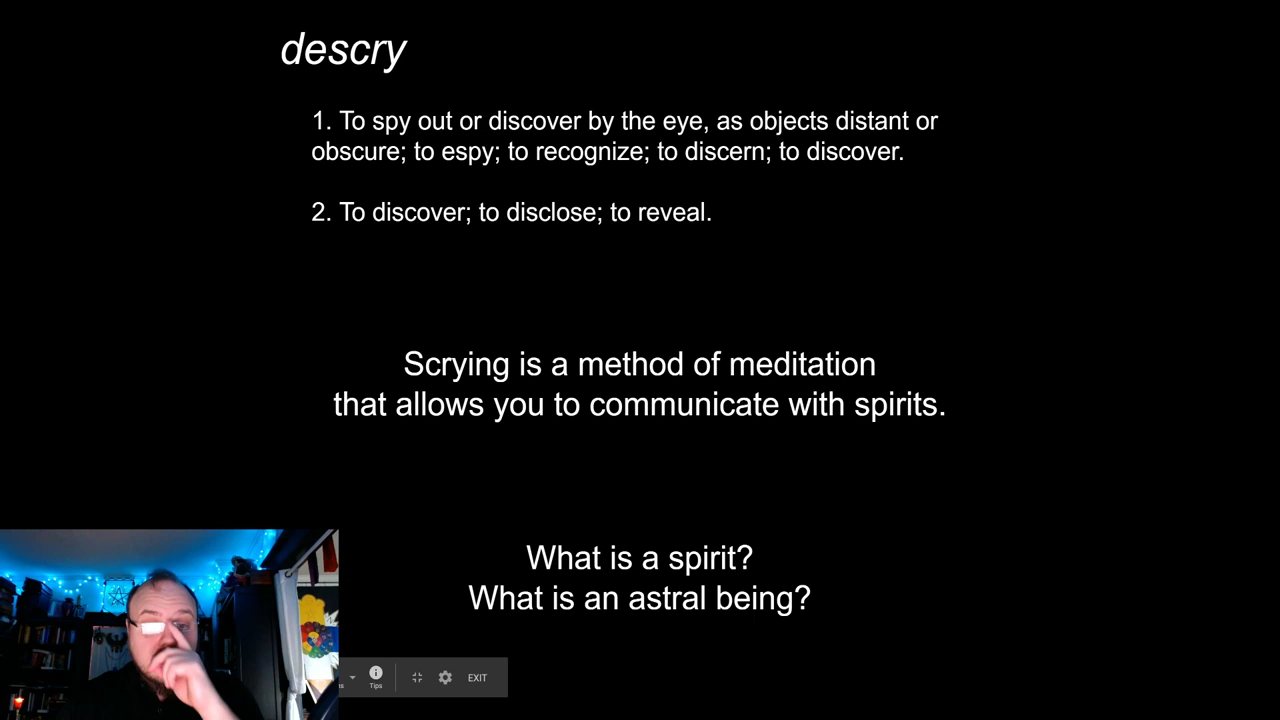 descry
1. To spy out or discover by the eye, as objects distant or
obscure; to espy; to recognize; to discern; to discover.
2. To discover; to disclose; to reveal.
Scrying is a method of meditation
that allows you to communicate with spirits.
What is a spirit?
What is an astral being?
Tips
EXIT